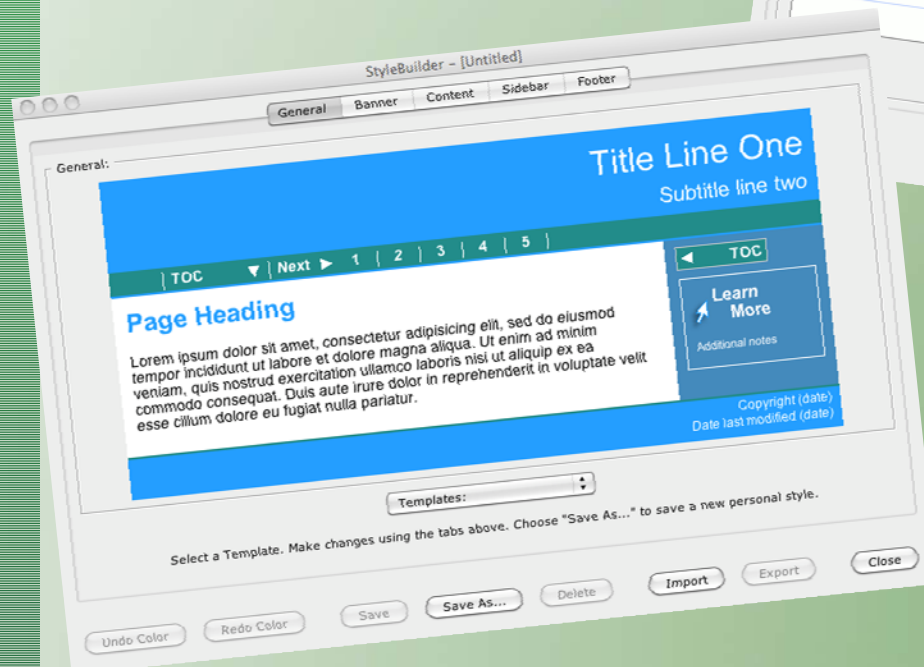 StyleBuilder – [Untitled]
General Banner Content Sidebar Footer
General:
Title Line One
Subtitle line two
TOC ▼ | Next ► 1 | 2 | 3 | 4 | 5 |
◄ TOC
Learn
More
Additional notes
Page Heading
Lorem ipsum dolor sit amet, consectetur adipisicing elit, sed do eiusmod
tempor incididunt ut labore et dolore magna aliqua. Ut enim ad minim
veniam, quis nostrud exercitation ullamco laboris nisi ut aliquip ex ea
commodo consequat. Duis aute irure dolor in reprehenderit in voluptate velit
esse cillum dolore eu fugiat nulla pariatur.
Copyright (date)
Date last modified (date)
Templates:
Select a Template. Make changes using the tabs above. Choose "Save As..." to save a new personal style.
Undo Color Redo Color Save Save As... Delete Import Export Close